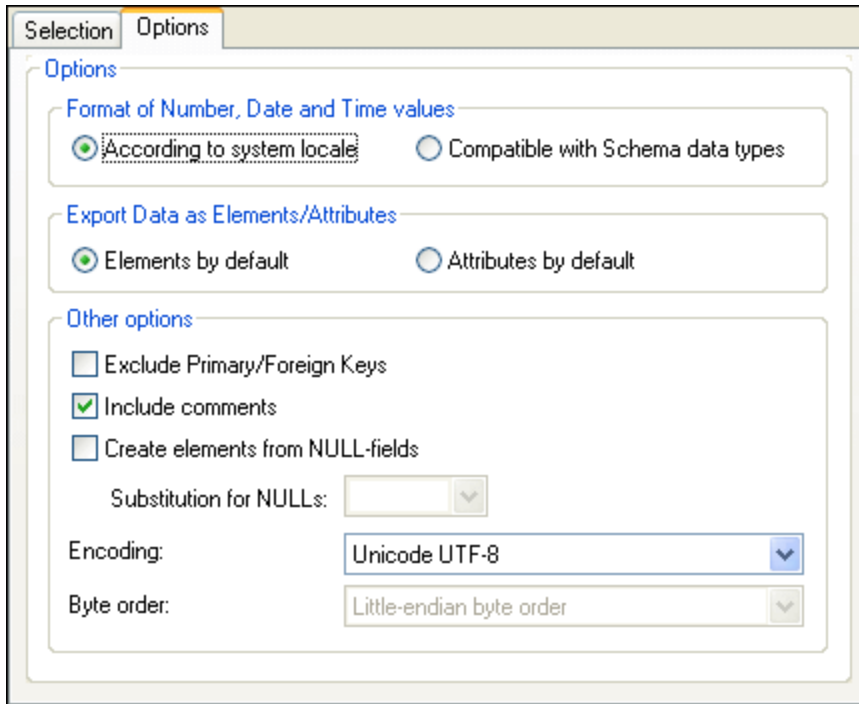 Selection Options
Options
Format of Number, Date and Time values
According to system locale Compatible with Schema data types
Export Data as Elements/Attributes
Elements by default Attributes by default
Other options
Exclude Primary/Foreign Keys
Include comments
Create elements from NULL-fields
Substitution for NULLs:
Encoding: Unicode UTF-8
Byte order: Little-endian byte order